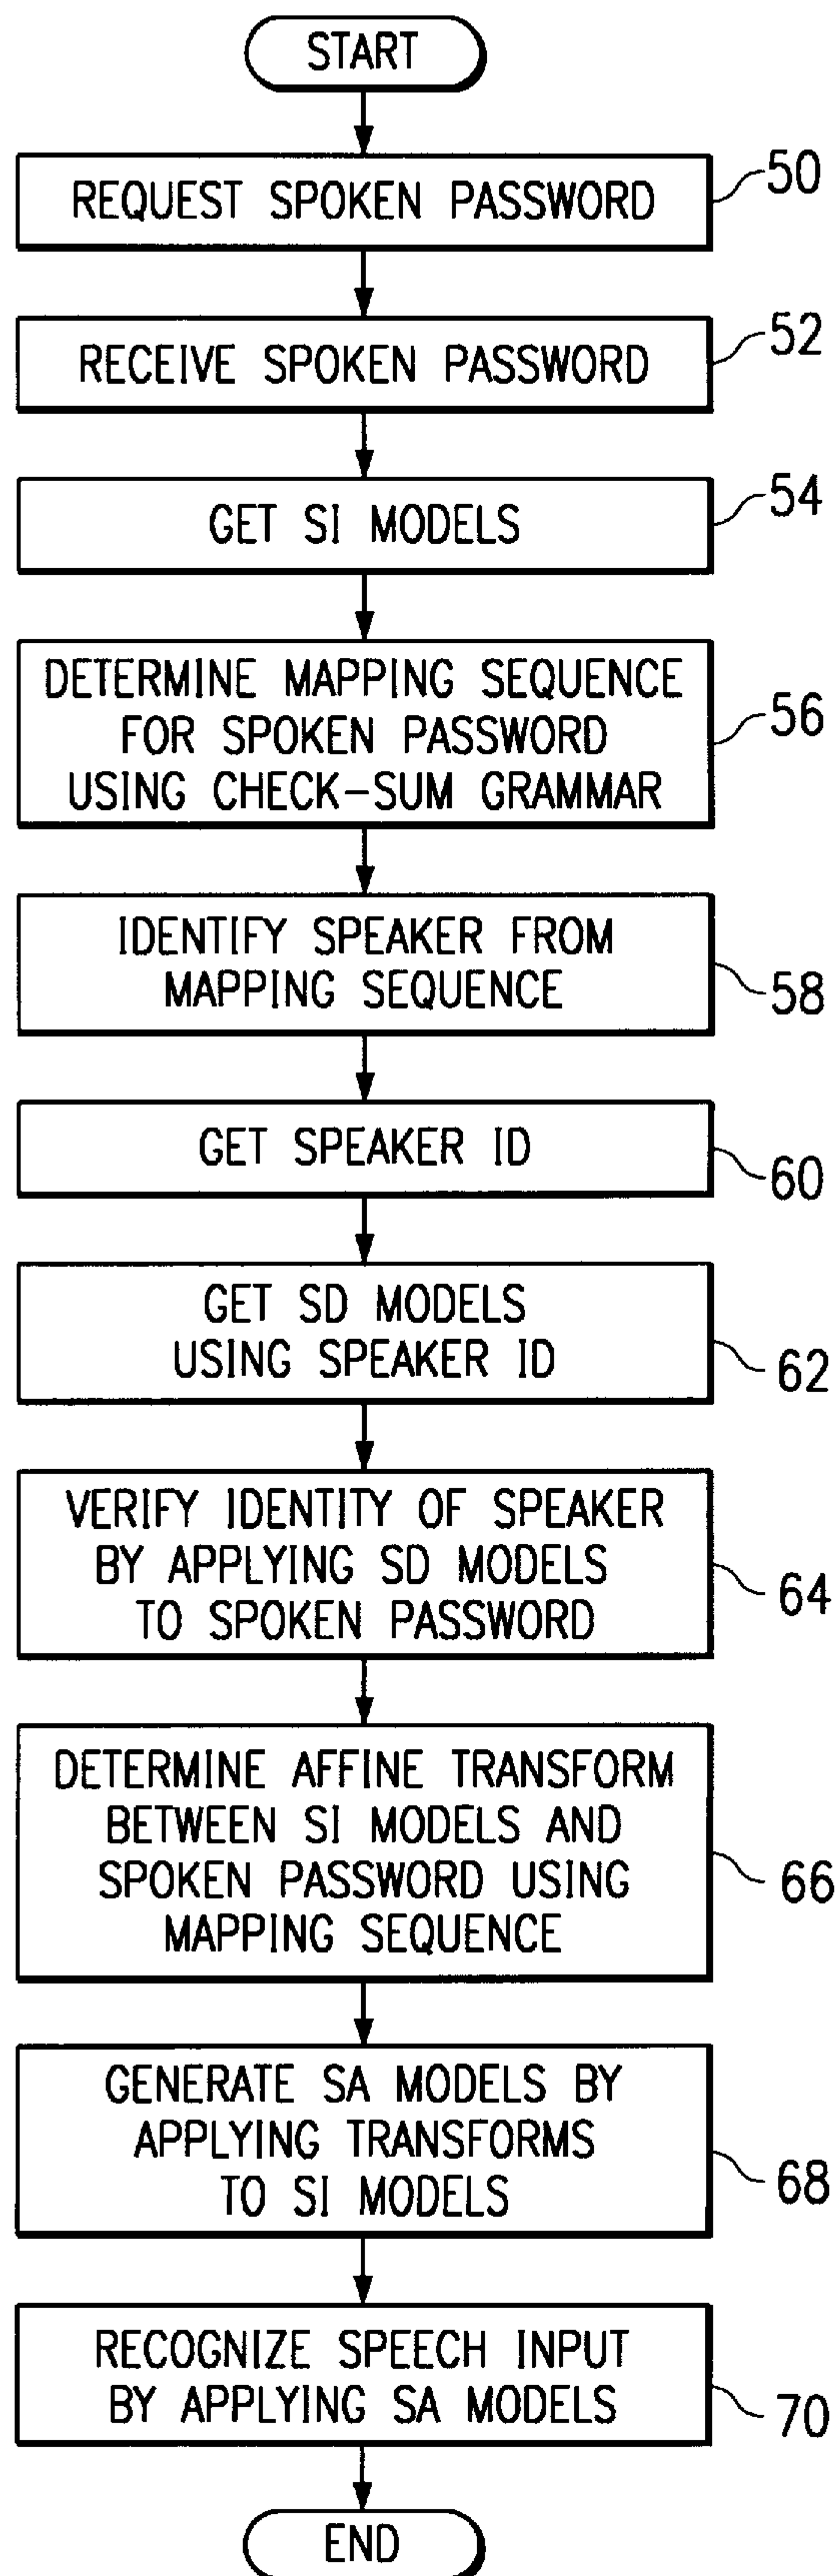 START
REQUEST SPOKEN PASSWORD
50
RECEIVE SPOKEN PASSWORD
52
GET SI MODELS
54
DETERMINE MAPPING SEQUENCE
FOR SPOKEN PASSWORD
USING CHECK-SUM GRAMMAR
56
IDENTIFY SPEAKER FROM
MAPPING SEQUENCE
58
GET SPEAKER ID
60
GET SD MODELS
USING SPEAKER ID
62
VERIFY IDENTITY OF SPEAKER
BY APPLYING SD MODELS
TO SPOKEN PASSWORD
64
DETERMINE AFFINE TRANSFORM
BETWEEN SI MODELS AND
SPOKEN PASSWORD USING
MAPPING SEQUENCE
66
GENERATE SA MODELS BY
APPLYING TRANSFORMS
TO SI MODELS
68
RECOGNIZE SPEECH INPUT
BY APPLYING SA MODELS
70
END